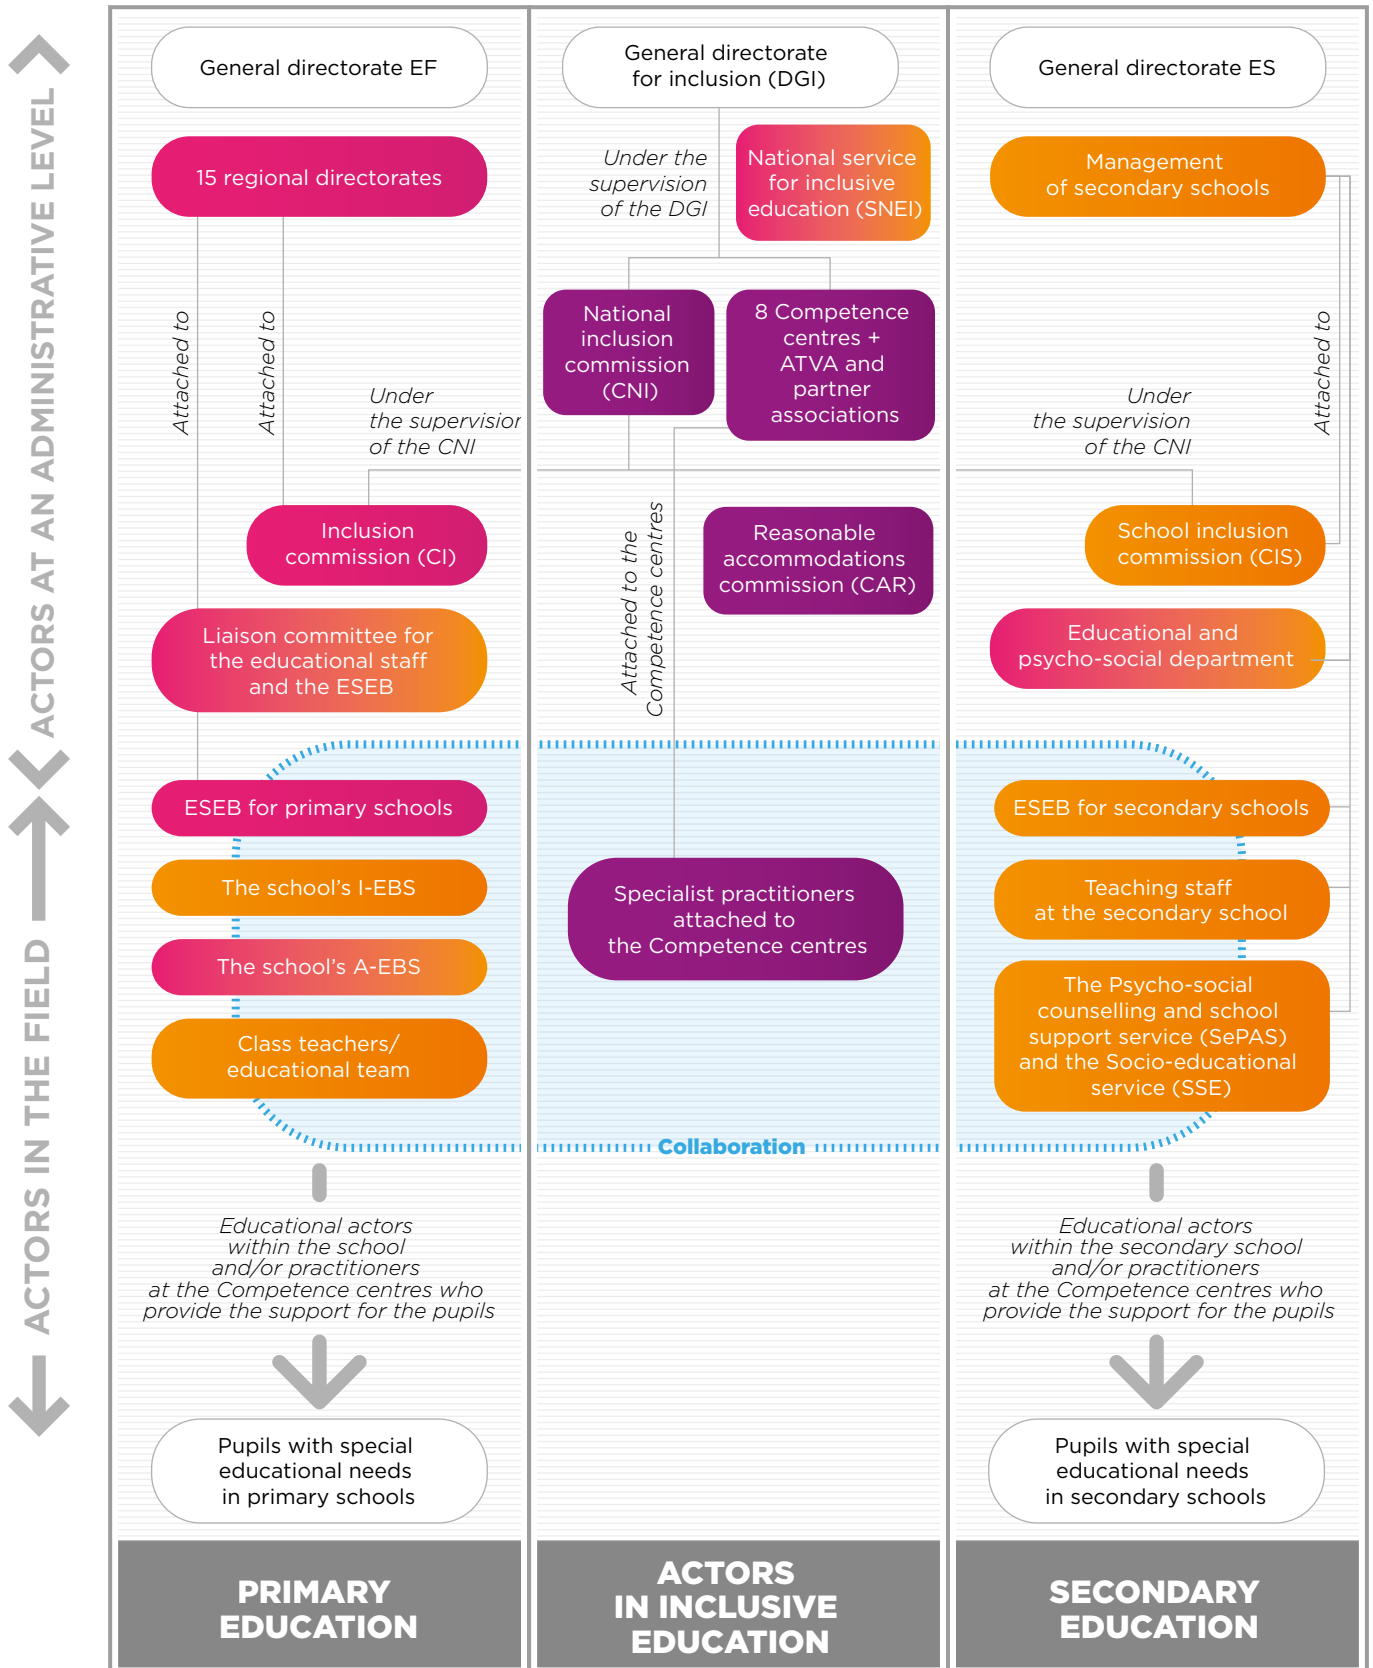 ACTORS AT AN ADMINISTRATIVE LEVEL
ACTORS IN THE FIELD
General directorate EF
15 regional directorates
Attached to
Attached to
Under
the supervision
of the CNI
Inclusion
commission (CI)
Liaison committee for
the educational staff
and the ESEB
ESEB for primary schools
The school's I-EBS
The school's A-EBS
Class teachers/
educational team
Educational actors
within the school
and/or practitioners
at the Competence centres who
provide the support for the pupils
Pupils with special
educational needs
in primary schools
PRIMARY
EDUCATION
General directorate
for inclusion (DGI)
Under the
supervision
of the DGI
National service
for inclusive
education (SNEI)
National
inclusion
commission
(CNI)
8 Competence
centres +
ATVA and
partner
associations
Attached to the
Competence centres
Reasonable
accommodations
commission (CAR)
Specialist practitioners
attached to
the Competence centres
Collaboration
ACTORS
IN INCLUSIVE
EDUCATION
General directorate ES
Management
of secondary schools
Attached to
Under
the supervision
of the CNI
School inclusion
commission (CIS)
Educational and
psycho-social department
ESEB for secondary schools
Teaching staff
at the secondary school
The Psycho-social
counselling and school
support service (SePAS)
and the Socio-educational
service (SSE)
Educational actors
within the secondary school
and/or practitioners
at the Competence centres who
provide the support for the pupils
Pupils with special
educational needs
in secondary schools
SECONDARY
EDUCATION